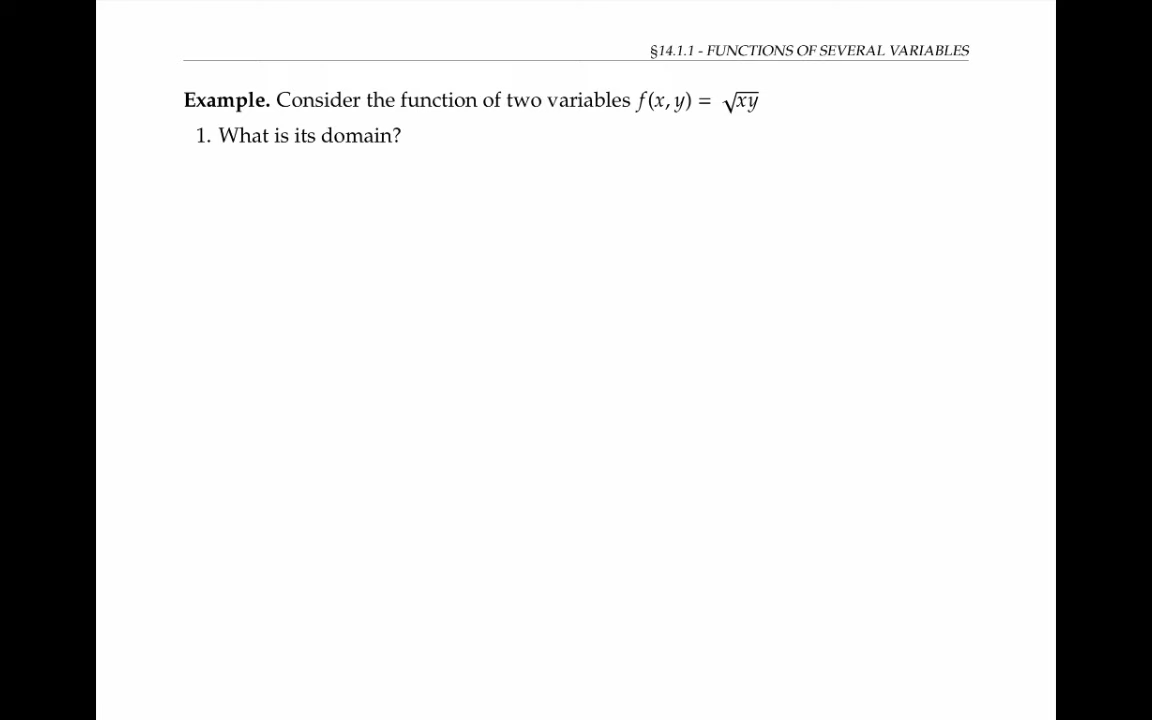 §14.1.1 - FUNCTIONS OF SEVERAL VARIABLES
Example. Consider the function of two variables f(x, y) = √xy
1. What is its domain?